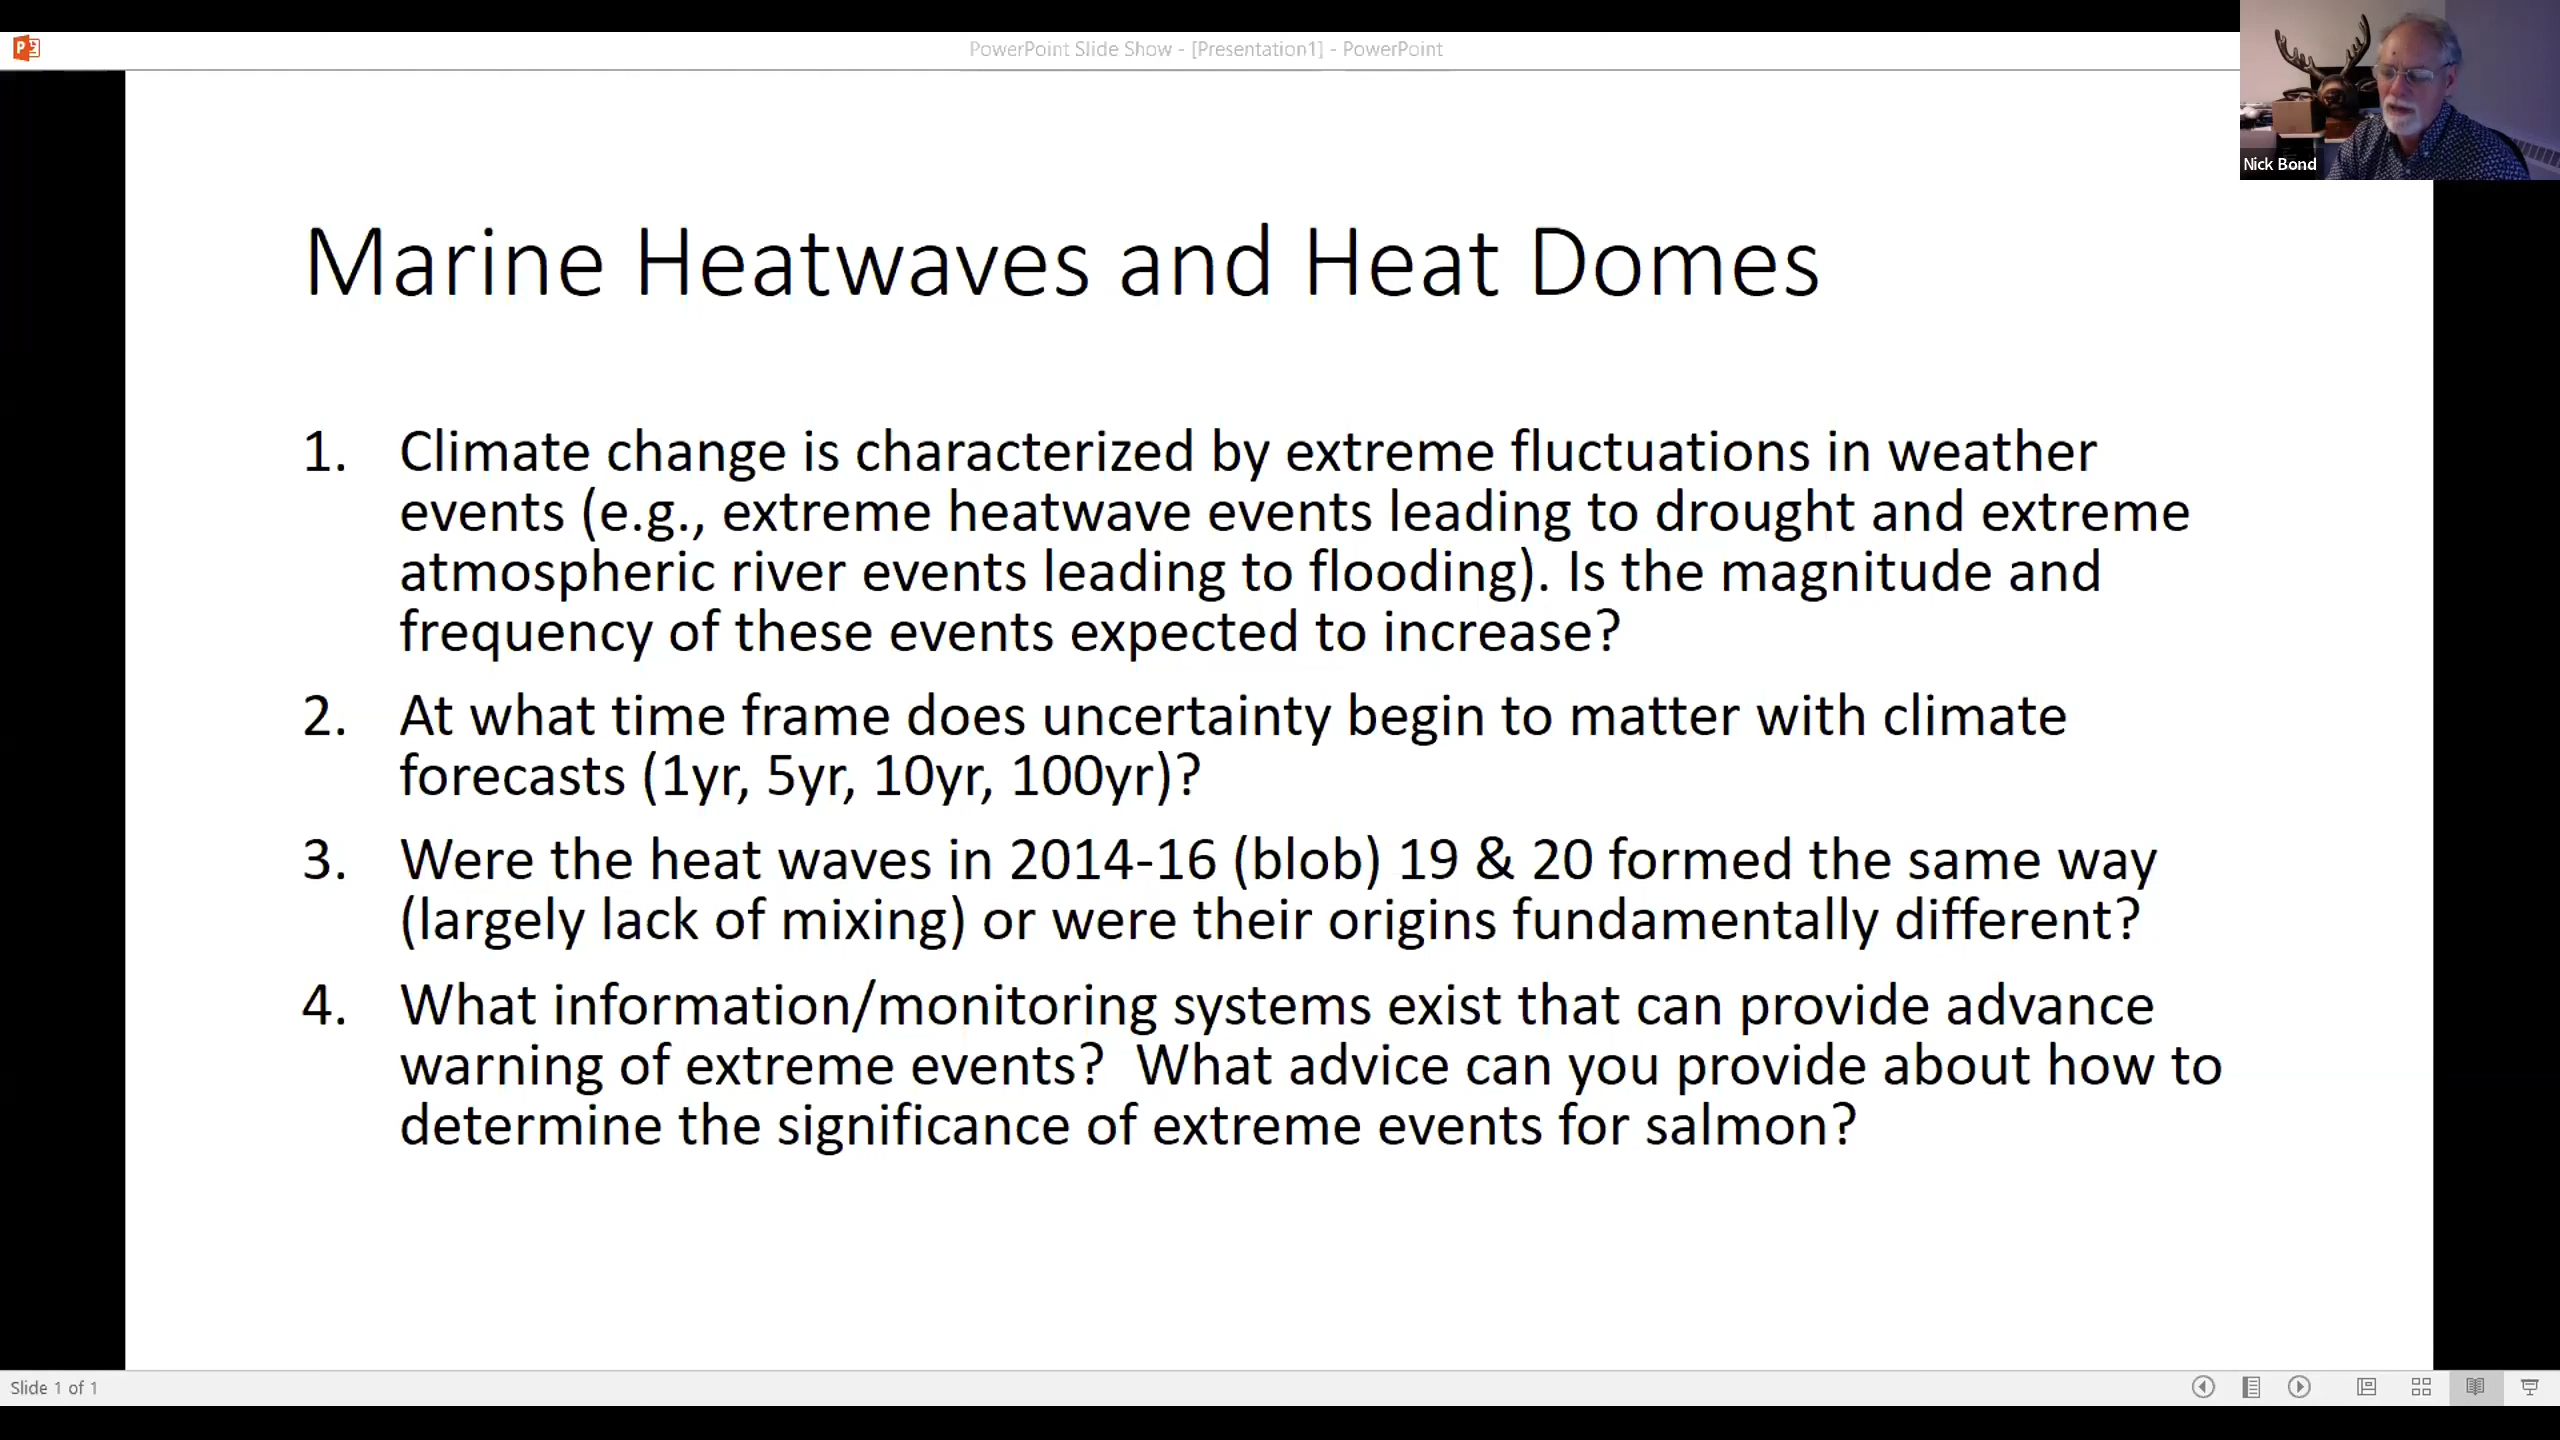 PowerPoint Slide Show - [Presentation1] - PowerPoint
Nick Bond
Marine Heatwaves and Heat Domes
1. Climate change is characterized by extreme fluctuations in weather
events (e.g., extreme heatwave events leading to drought and extreme
atmospheric river events leading to flooding). Is the magnitude and
frequency of these events expected to increase?
2. At what time frame does uncertainty begin to matter with climate
forecasts (1yr, 5yr, 10yr, 100yr)?
3. Were the heat waves in 2014-16 (blob) 19 & 20 formed the same way
(largely lack of mixing) or were their origins fundamentally different?
4. What information/monitoring systems exist that can provide advance
warning of extreme events?  What advice can you provide about how to
determine the significance of extreme events for salmon?
Slide 1 of 1